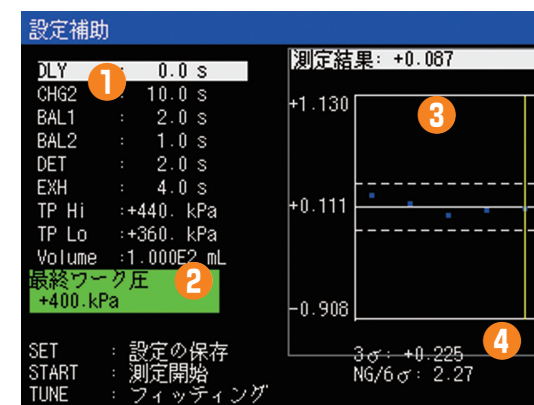 設定補助
DLY : 0.0 s
CHG2 : 10.0 s
BAL1 : 2.0 s
BAL2 : 1.0 s
DET : 2.0 s
EXH : 4.0 s
TP Hi :+440. kPa
TP Lo :+360. kPa
Volume :1.000E2 mL
最終ワーク圧
+400.kPa
SET : 設定の保存
START : 測定開始
TUNE : フィッティング
1
2
測定結果: +0.087
+1.130
+0.111
-0.908
3
4
3σ: +0.225
NG/6σ: 2.27